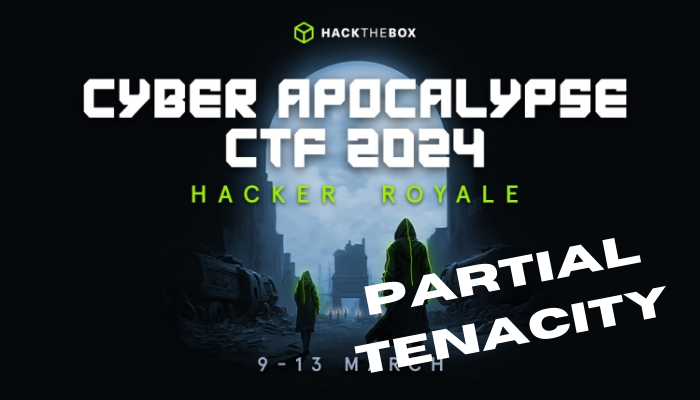 HACKTHEBOX
CYBER APOCALYPSE
CTF 2024
HACKER ROYALE
PARTIAL
TENACITY
9-13 MARCH